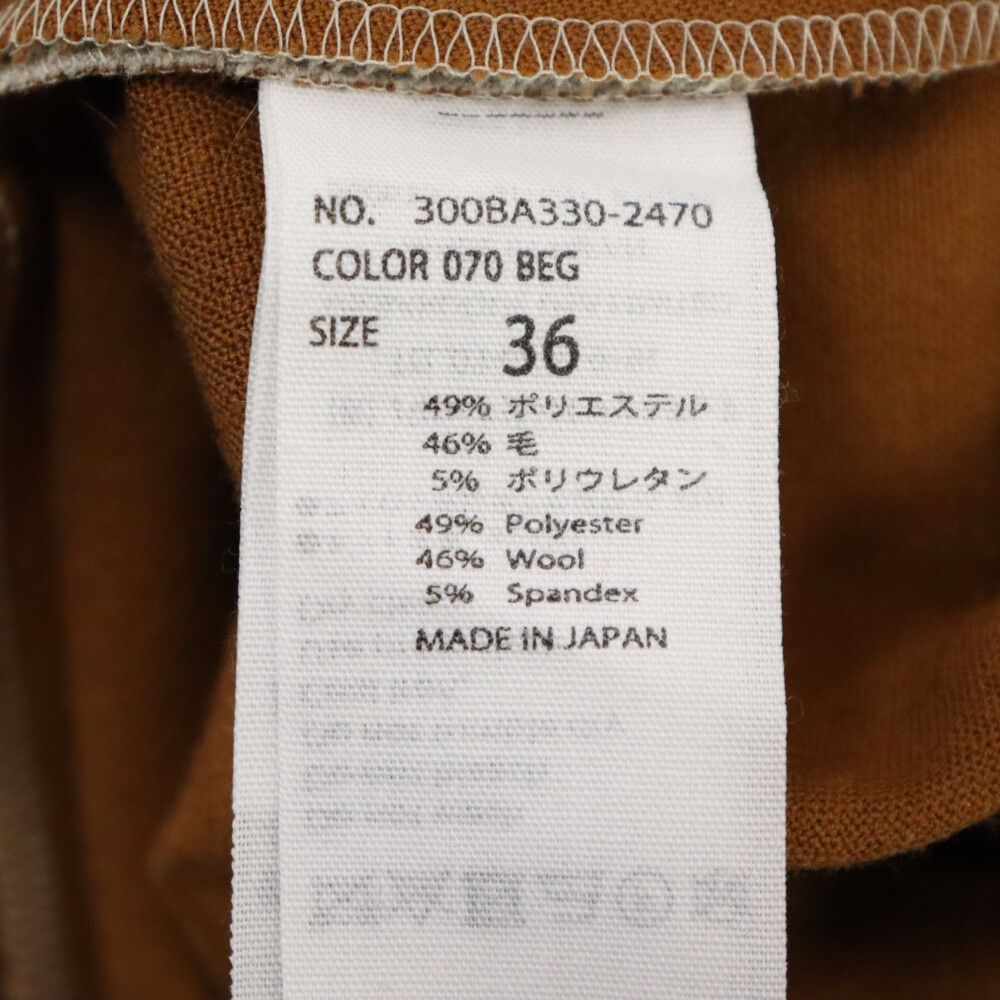 NO. 300BA330-2470
COLOR 070 BEG
SIZE 36
49% ポリエステル
46% 毛
5% ポリウレタン
49% Polyester
46% Wool
5% Spandex
MADE IN JAPAN